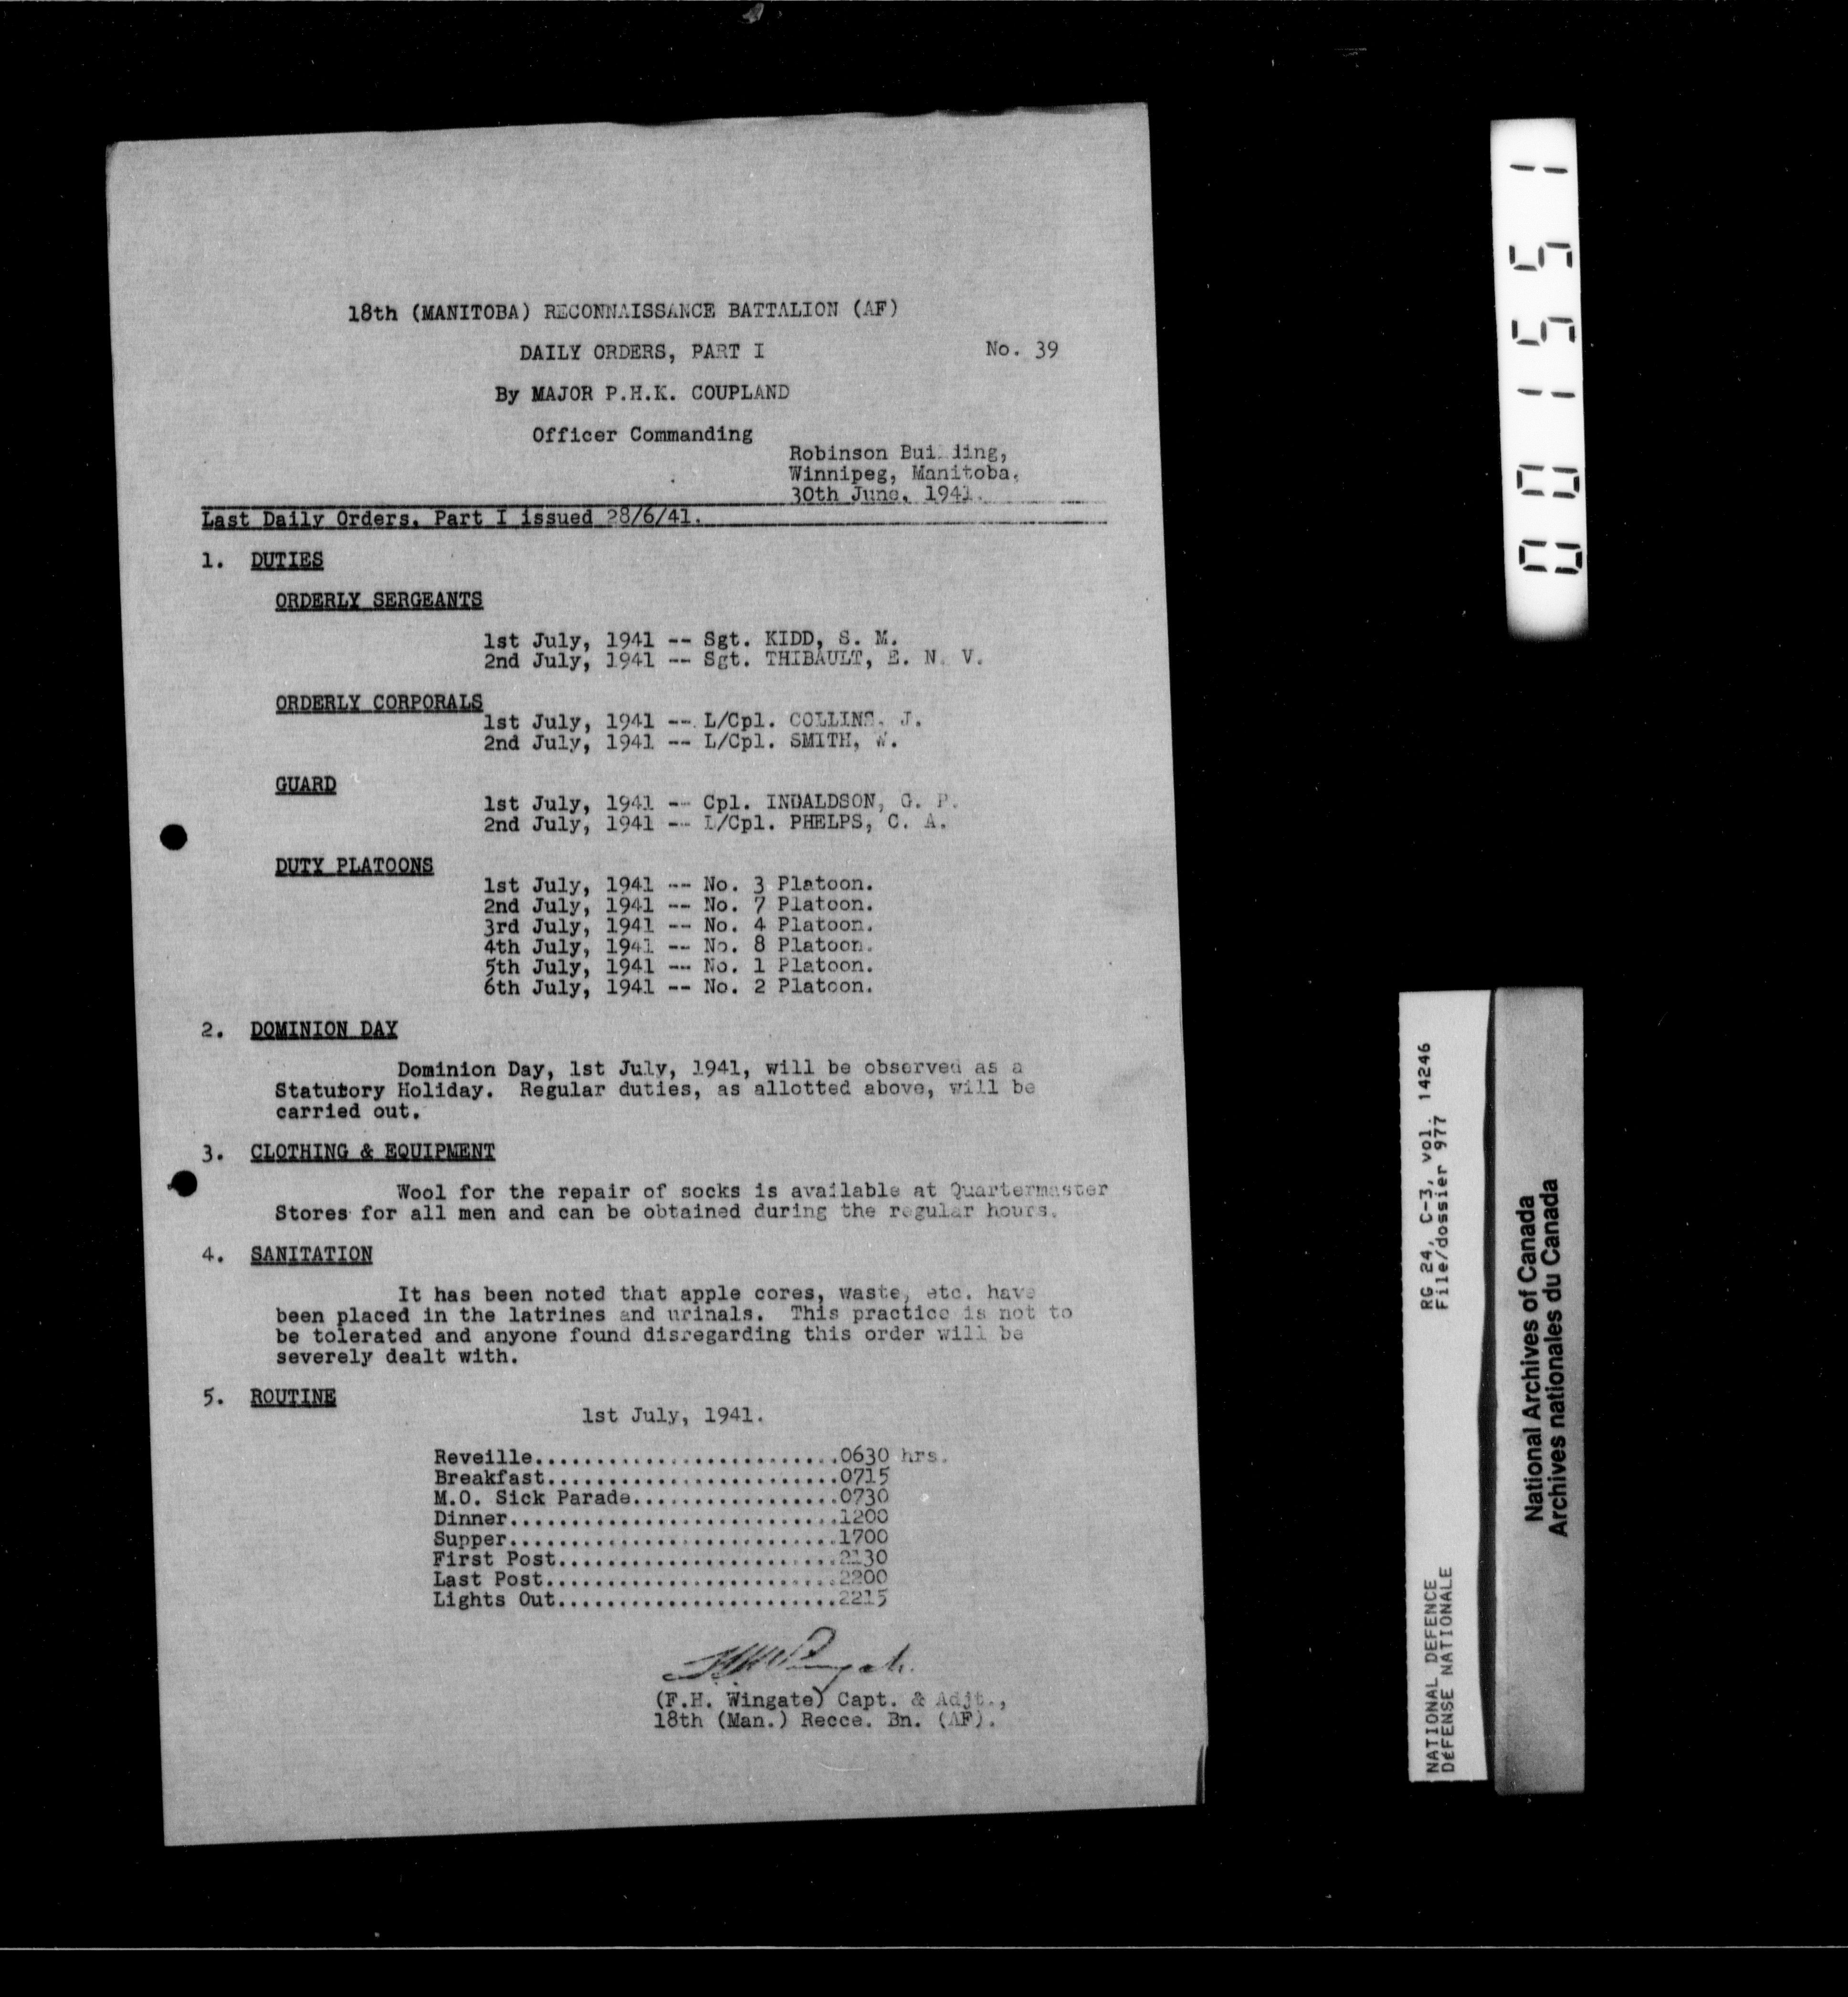 18th (MANITOBA) RECONNAISSANCE BATTALION (AF)
DAILY ORDERS, PART I No. 39
By MAJOR P.H.K. COUPLAND
Officer Commanding
Robinson Building,
Winnipeg, Manitoba.
30th June, 1941.
Last Daily Orders, Part I issued 28/6/41.
1. DUTIES
ORDERLY SERGEANTS
1st July, 1941 -- Sgt. KIDD, S. M.
2nd July, 1941 -- Sgt. THIBAULT, E. N. V.
ORDERLY CORPORALS
1st July, 1941 -- L/Cpl. COLLINS, J.
2nd July, 1941 -- L/Cpl. SMITH, W.
GUARD
1st July, 1941 -- Cpl. INDALDSON, G. P.
2nd July, 1941 -- L/Cpl. PHELPS, C. A.
DUTY PLATOONS
1st July, 1941 -- No. 3 Platoon.
2nd July, 1941 -- No. 7 Platoon.
3rd July, 1941 -- No. 4 Platoon.
4th July, 1941 -- No. 8 Platoon.
5th July, 1941 -- No. 1 Platoon.
6th July, 1941 -- No. 2 Platoon.
2. DOMINION DAY
Dominion Day, 1st July, 1941, will be observed as a
Statutory Holiday. Regular duties, as allotted above, will be
carried out.
3. CLOTHING & EQUIPMENT
Wool for the repair of socks is available at Quartermaster
Stores for all men and can be obtained during the regular hours.
4. SANITATION
It has been noted that apple cores, waste, etc. have
been placed in the latrines and urinals. This practice is not to
be tolerated and anyone found disregarding this order will be
severely dealt with.
5. ROUTINE
1st July, 1941.
Reveille.........................0630 hrs.
Breakfast........................0715
M.O. Sick Parade.................0730
Dinner...........................1200
Supper...........................1700
First Post.......................2130
Last Post........................2200
Lights Out.......................2215
(F.H. Wingate) Capt. & Adjt.,
18th (Man.) Recce. Bn. (AF).
001551
RG 24, C-3, vol. 14246
File/dossier 977
NATIONAL DEFENCE
DÉFENSE NATIONALE
National Archives of Canada
Archives nationales du Canada